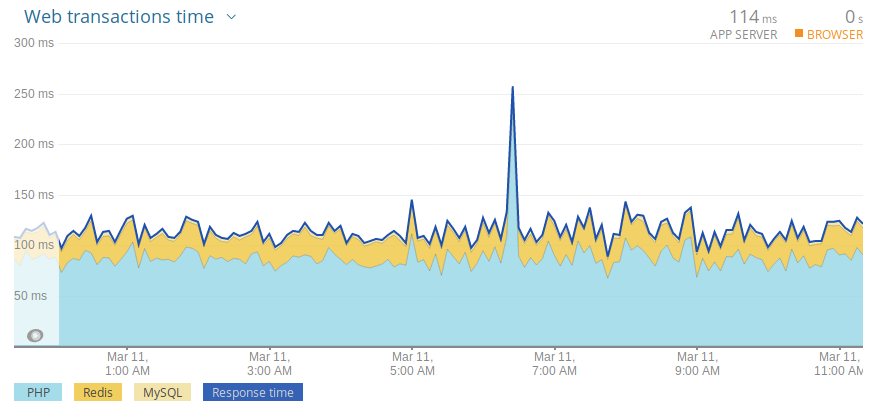 Web transactions time
114 ms
APP SERVER
0 s
BROWSER
300 ms
250 ms
200 ms
150 ms
100 ms
50 ms
Mar 11,
1:00 AM
Mar 11,
3:00 AM
Mar 11,
5:00 AM
Mar 11,
7:00 AM
Mar 11,
9:00 AM
Mar 11,
11:00 AM
PHP
Redis
MySQL
Response time